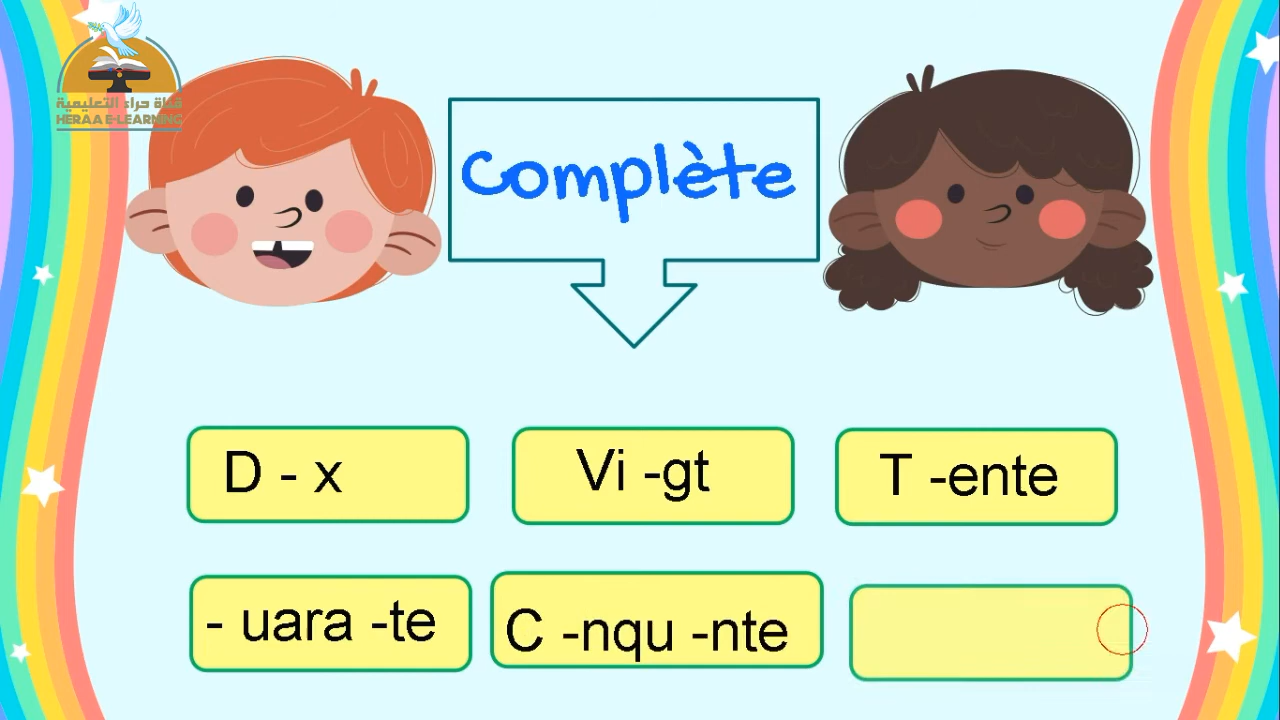 قناة حراء التعليمية
HERAA E-LEARNING
Complète
D - x
Vi -gt
T -ente
- uara -te
C -nqu -nte